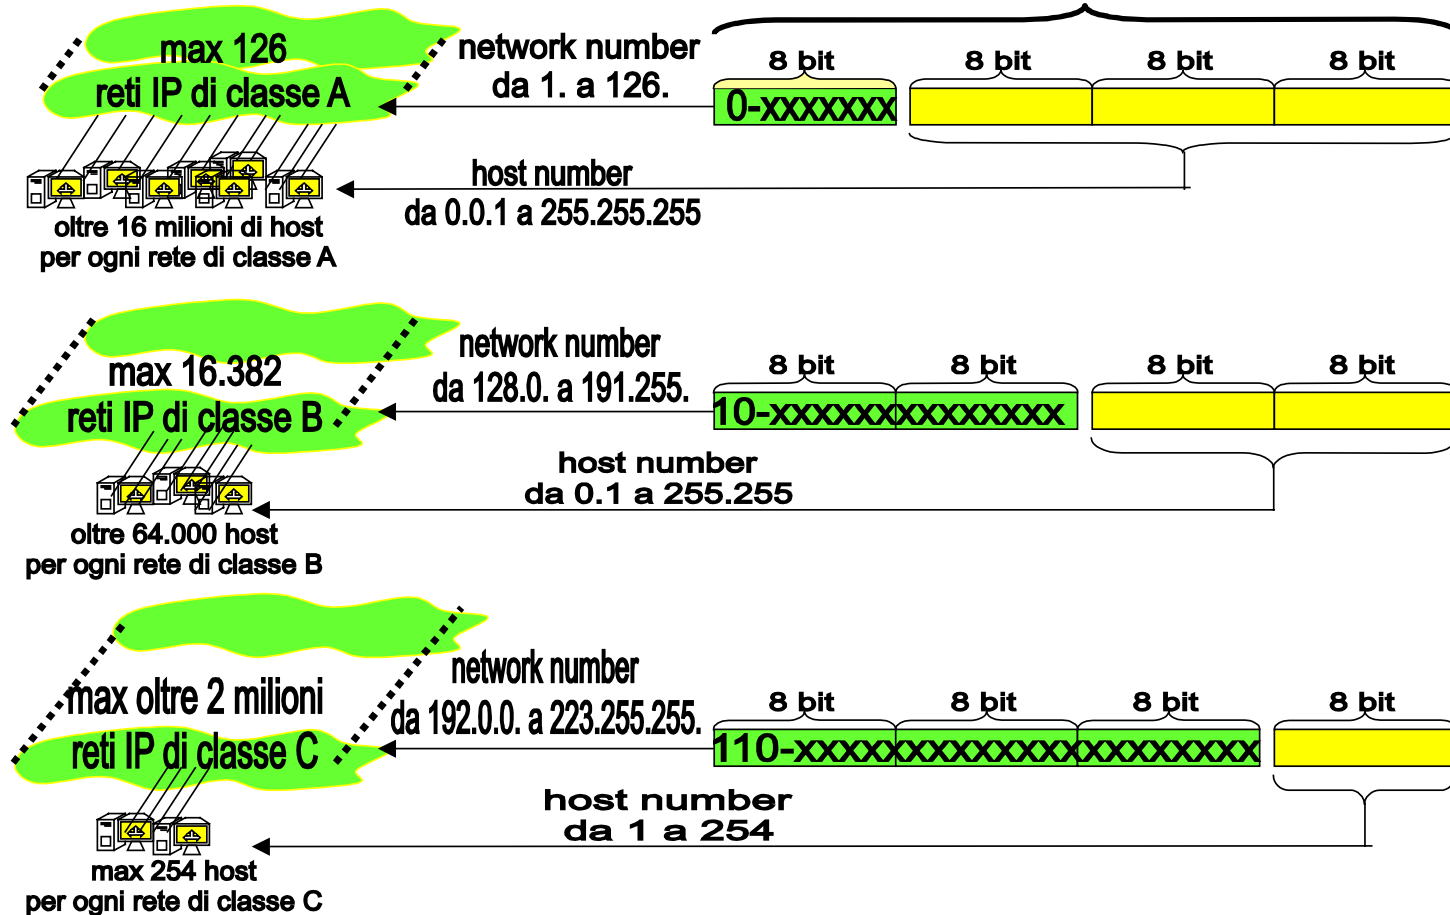 max 126
reti IP di classe A
network number
da 1. a 126.
8 bit 8 bit 8 bit 8 bit
0-xxxxxxx
host number
da 0.0.1 a 255.255.255
oltre 16 milioni di host
per ogni rete di classe A
max 16.382
reti IP di classe B
network number
da 128.0. a 191.255.
8 bit 8 bit 8 bit 8 bit
10-xxxxxxxxxxxxxx
host number
da 0.1 a 255.255
oltre 64.000 host
per ogni rete di classe B
max oltre 2 milioni
reti IP di classe C
network number
da 192.0.0. a 223.255.255.
8 bit 8 bit 8 bit 8 bit
110-xxxxxxxxxxxxxxxxxxxxx
host number
da 1 a 254
max 254 host
per ogni rete di classe C